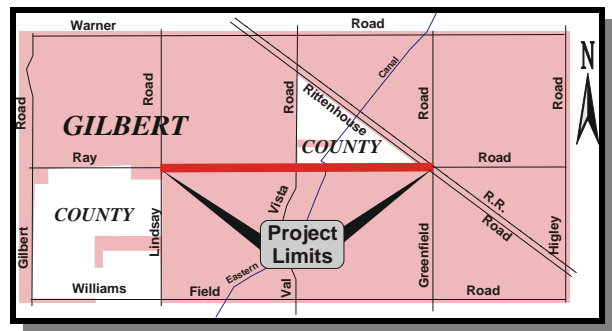 Warner Road
N
Canal
Road
Road
Road
Road
Road
Rittenhouse
GILBERT
COUNTY
Ray Road
R.R.
Road
COUNTY
Vista
Project
Limits
Gilbert
Lindsay
Greenfield
Higley
Eastern
Val
Williams Field Road